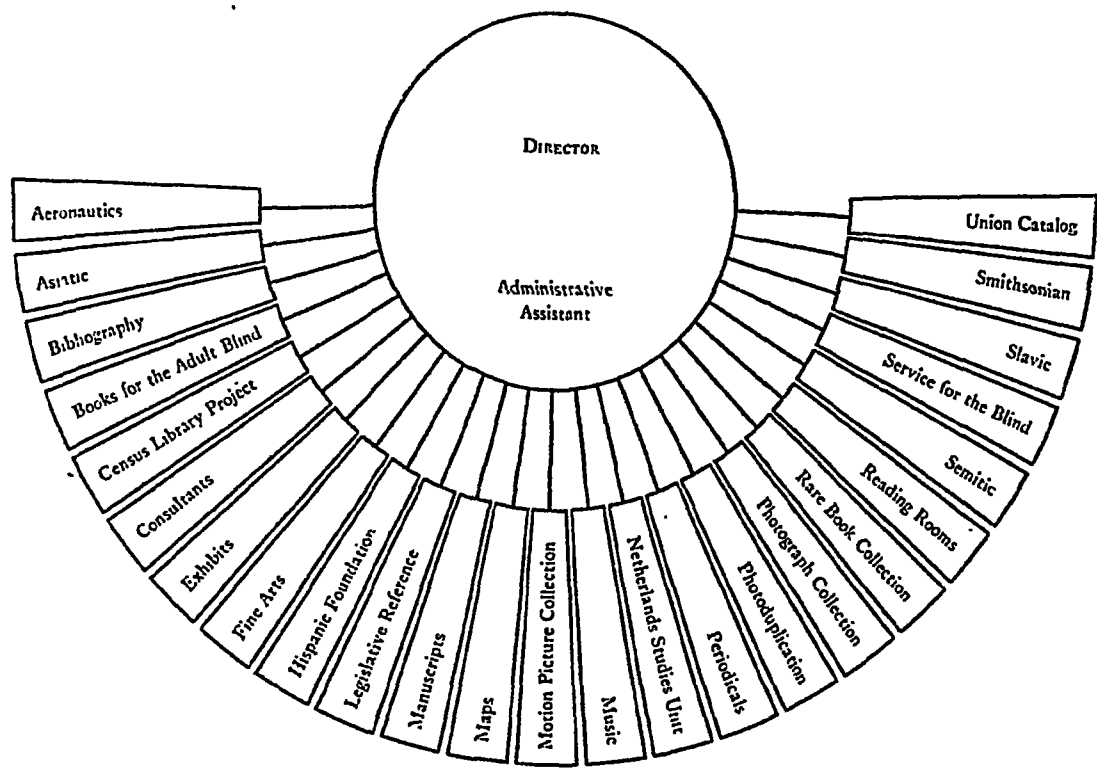 DIRECTOR
Administrative
Assistant
Aeronautics
Asiatic
Bibliography
Books for the Adult Blind
Census Library Project
Consultants
Exhibits
Fine Arts
Hispanic Foundation
Legislative Reference
Manuscripts
Maps
Motion Picture Collection
Music
Netherlands Studies Unit
Periodicals
Photoduplication
Photograph Collection
Rare Book Collection
Reading Rooms
Semitic
Service for the Blind
Slavic
Smithsonian
Union Catalog